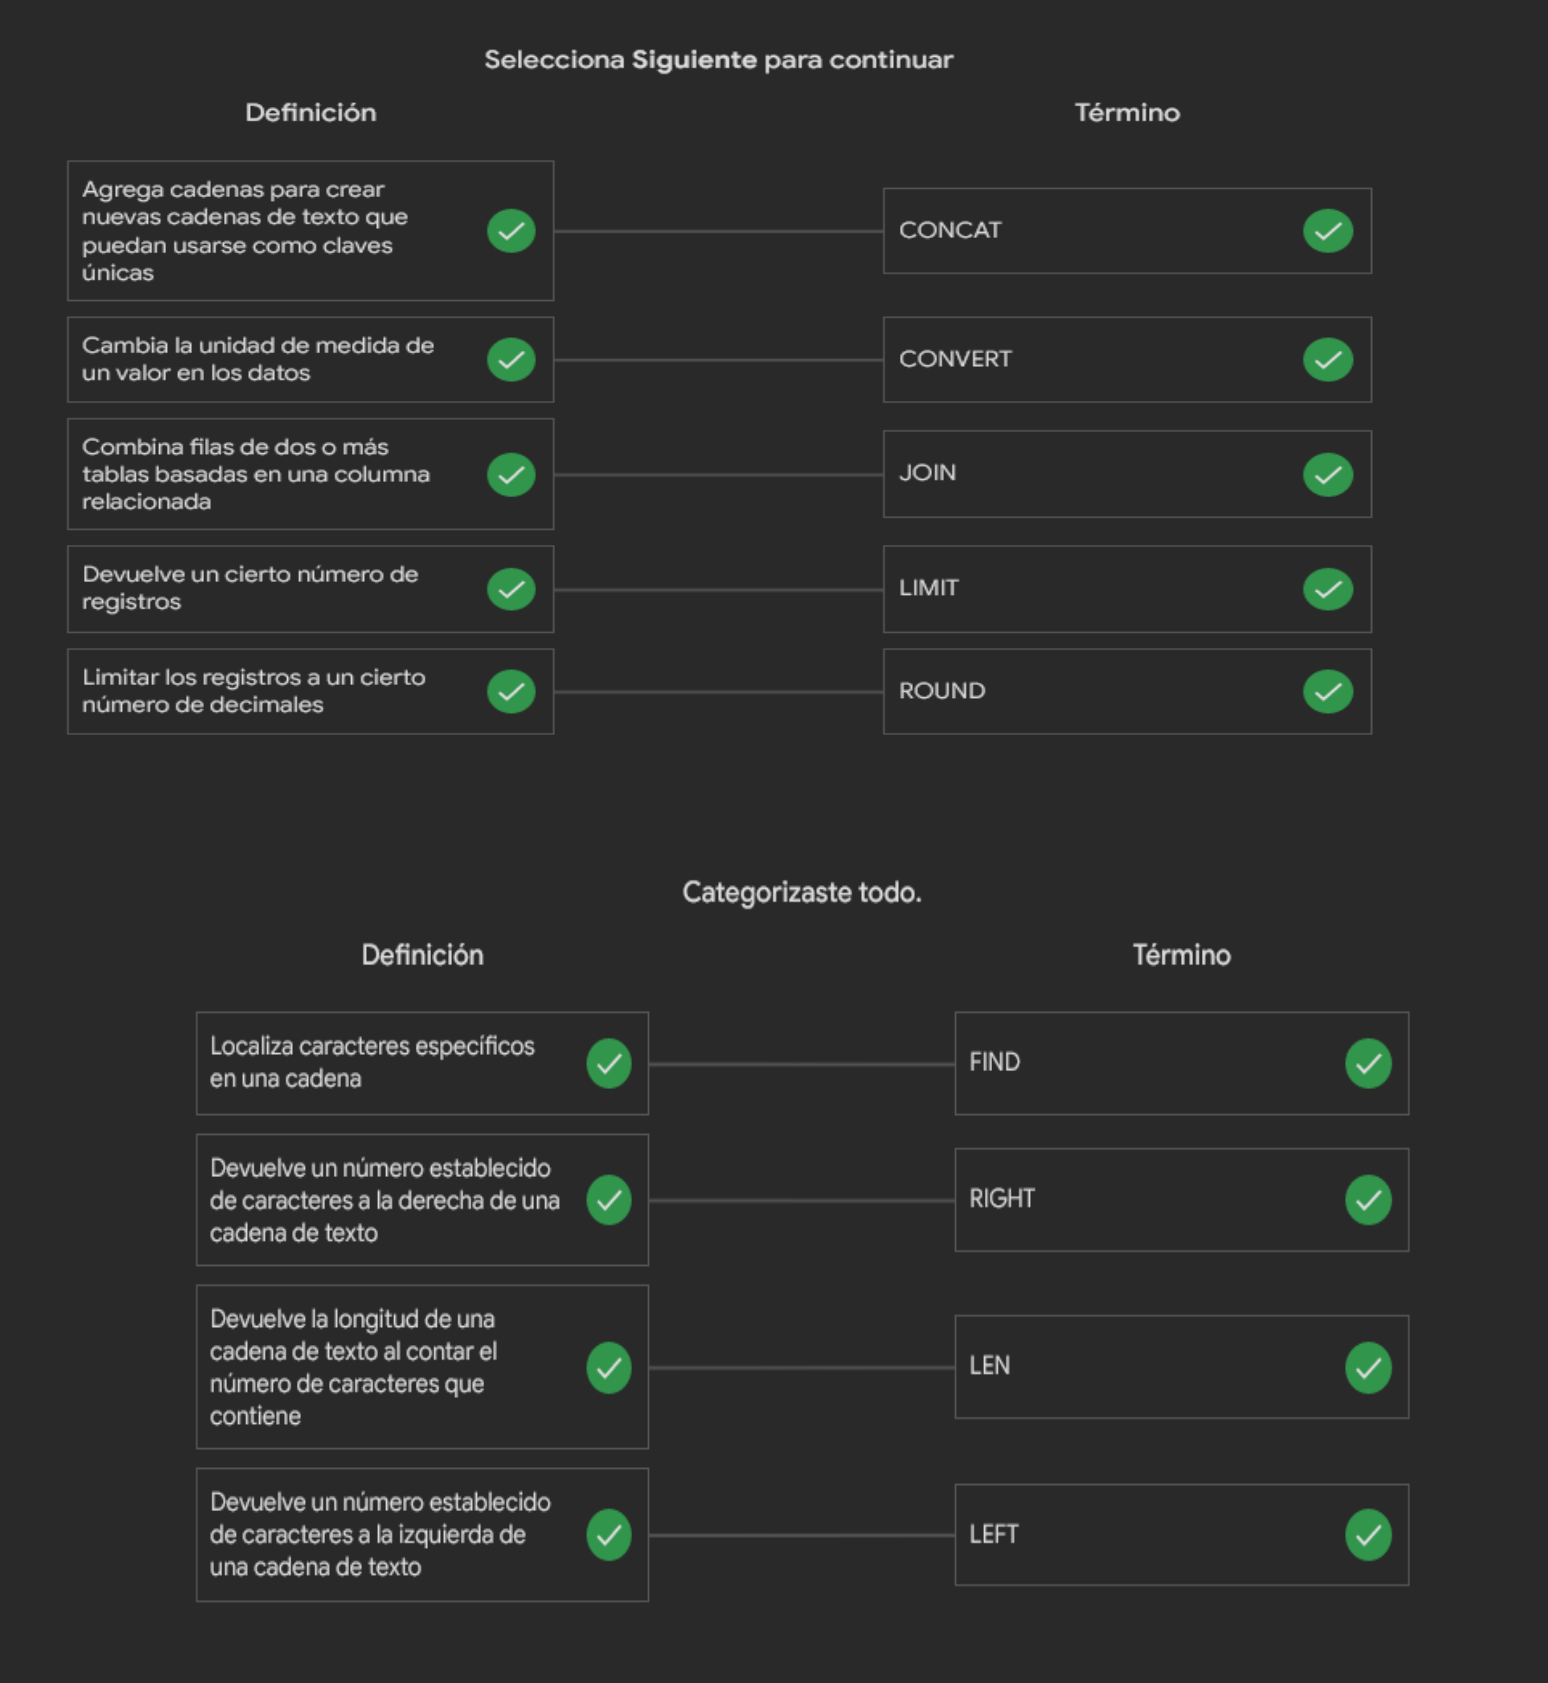 Selecciona Siguiente para continuar
Definición
Término
Agrega cadenas para crear
nuevas cadenas de texto que
puedan usarse como claves
únicas
CONCAT
Cambia la unidad de medida de
un valor en los datos
CONVERT
Combina filas de dos o más
tablas basadas en una columna
relacionada
JOIN
Devuelve un cierto número de
registros
LIMIT
Limitar los registros a un cierto
número de decimales
ROUND
Categorizaste todo.
Definición
Término
Localiza caracteres específicos
en una cadena
FIND
Devuelve un número establecido
de caracteres a la derecha de una
cadena de texto
RIGHT
Devuelve la longitud de una
cadena de texto al contar el
número de caracteres que
contiene
LEN
Devuelve un número establecido
de caracteres a la izquierda de
una cadena de texto
LEFT